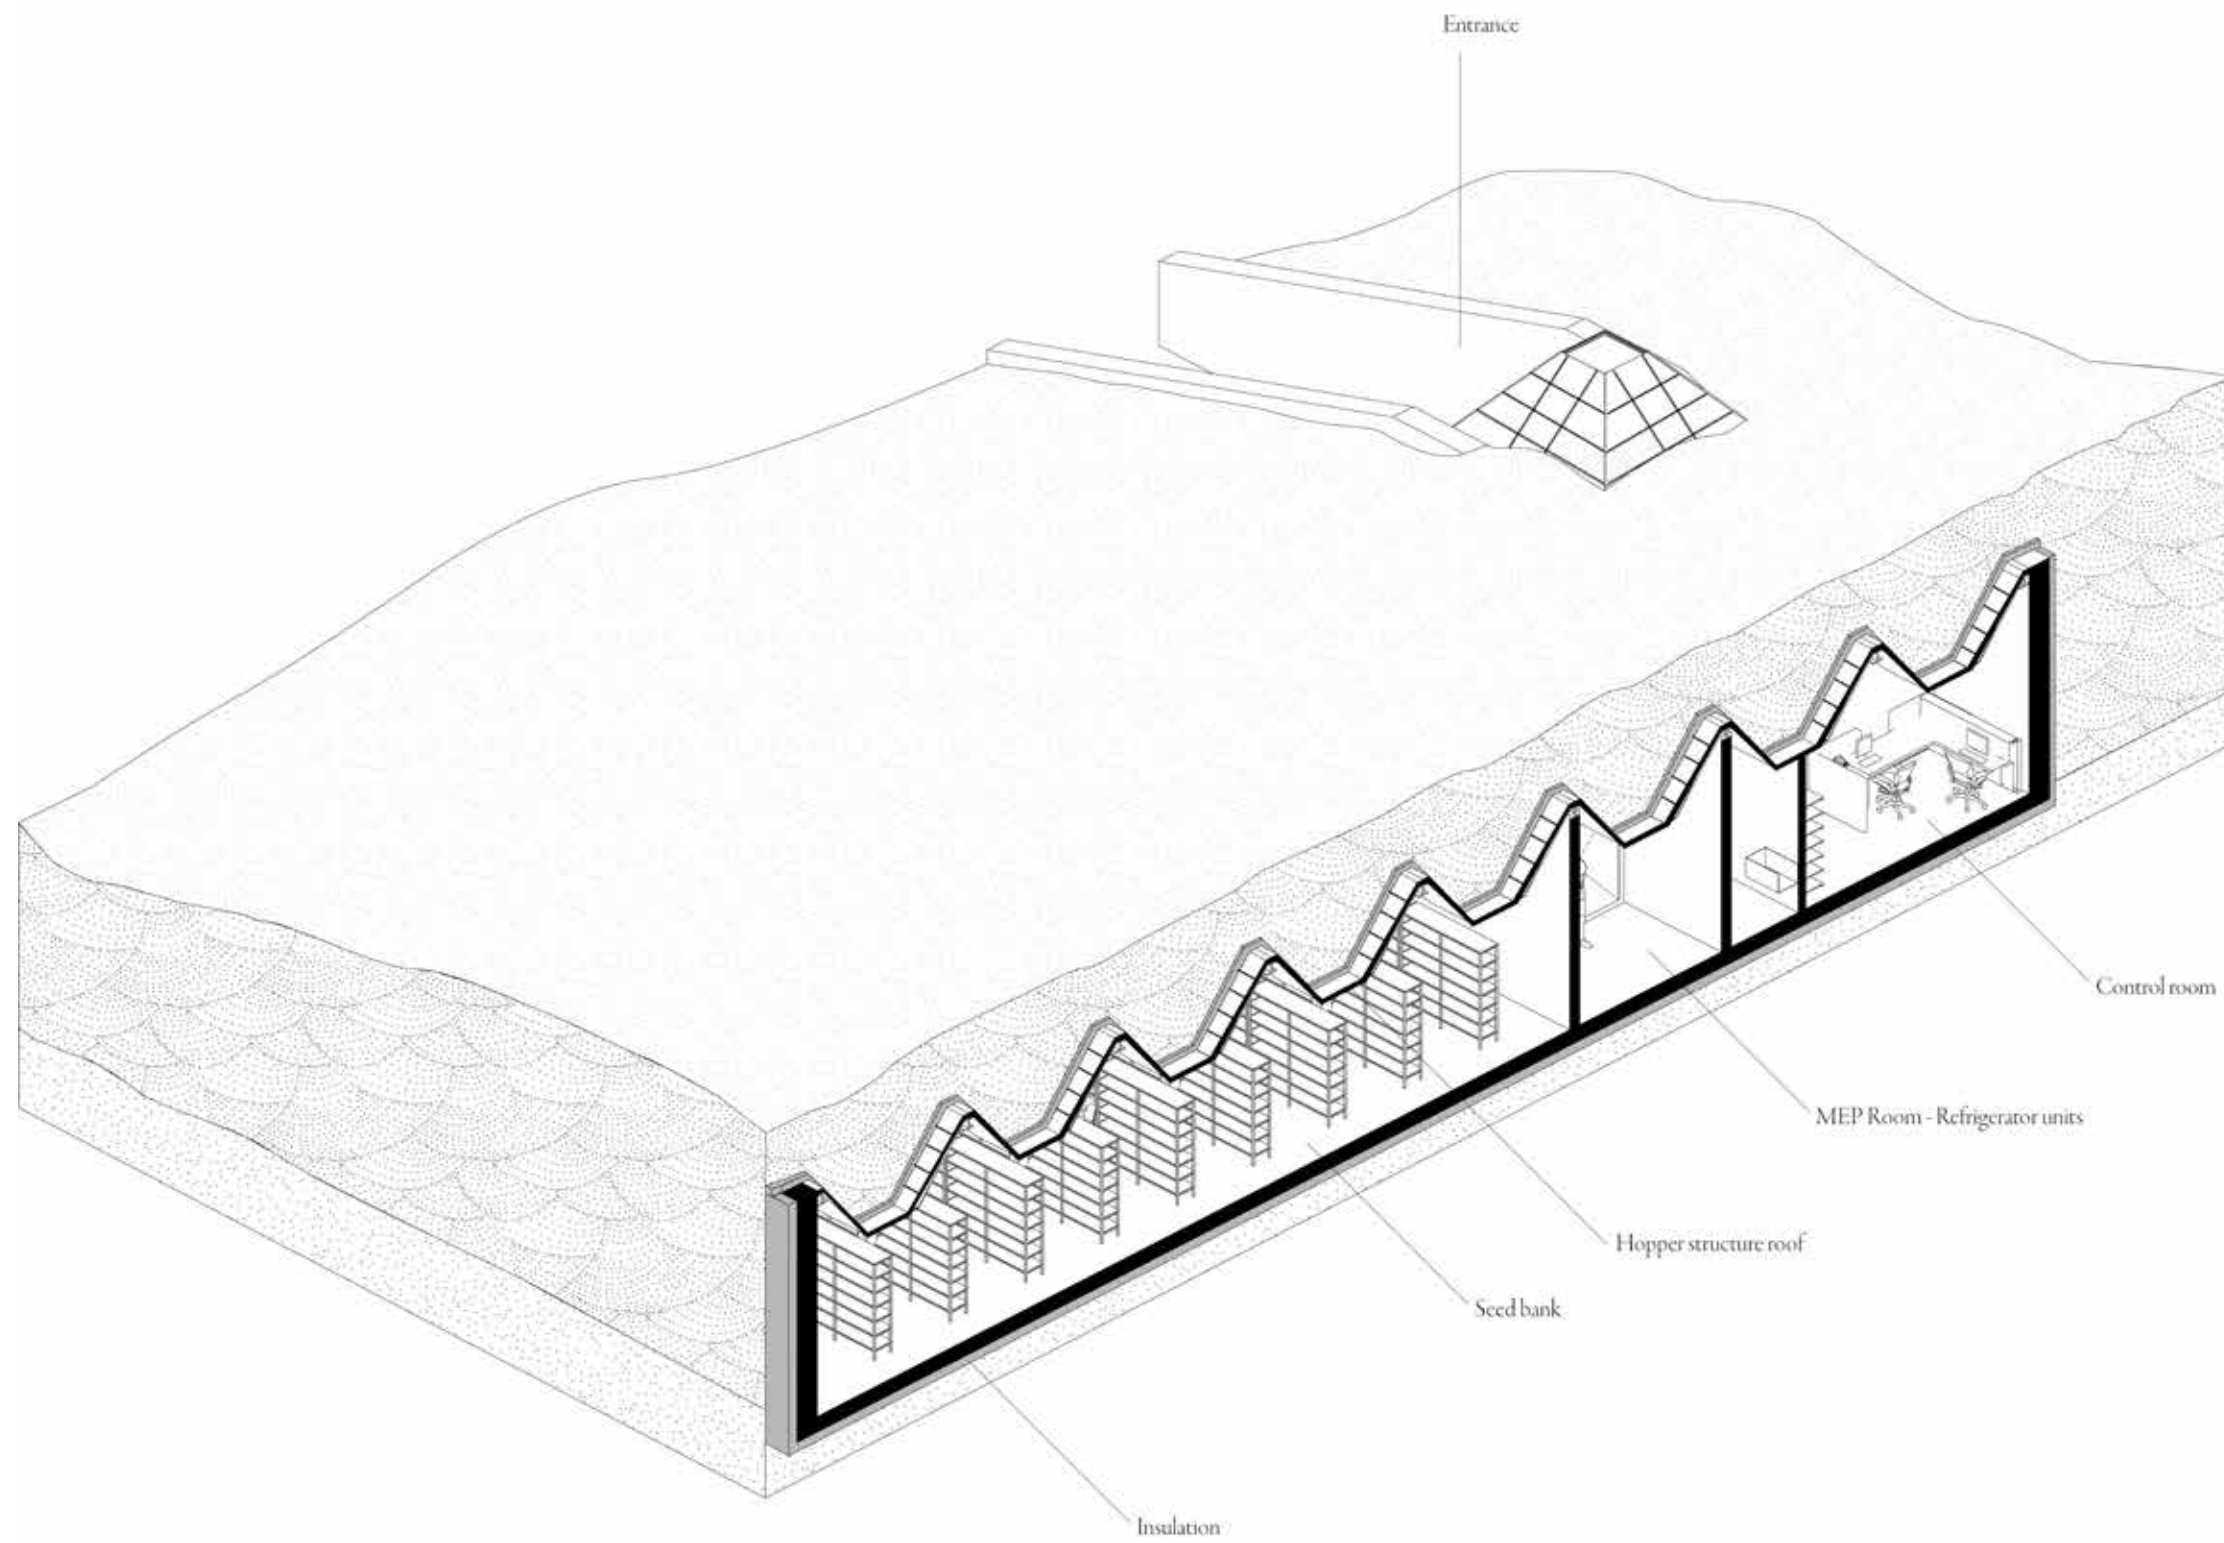 Entrance
Control room
MEP Room - Refrigerator units
Hopper structure roof
Seed bank
Insulation